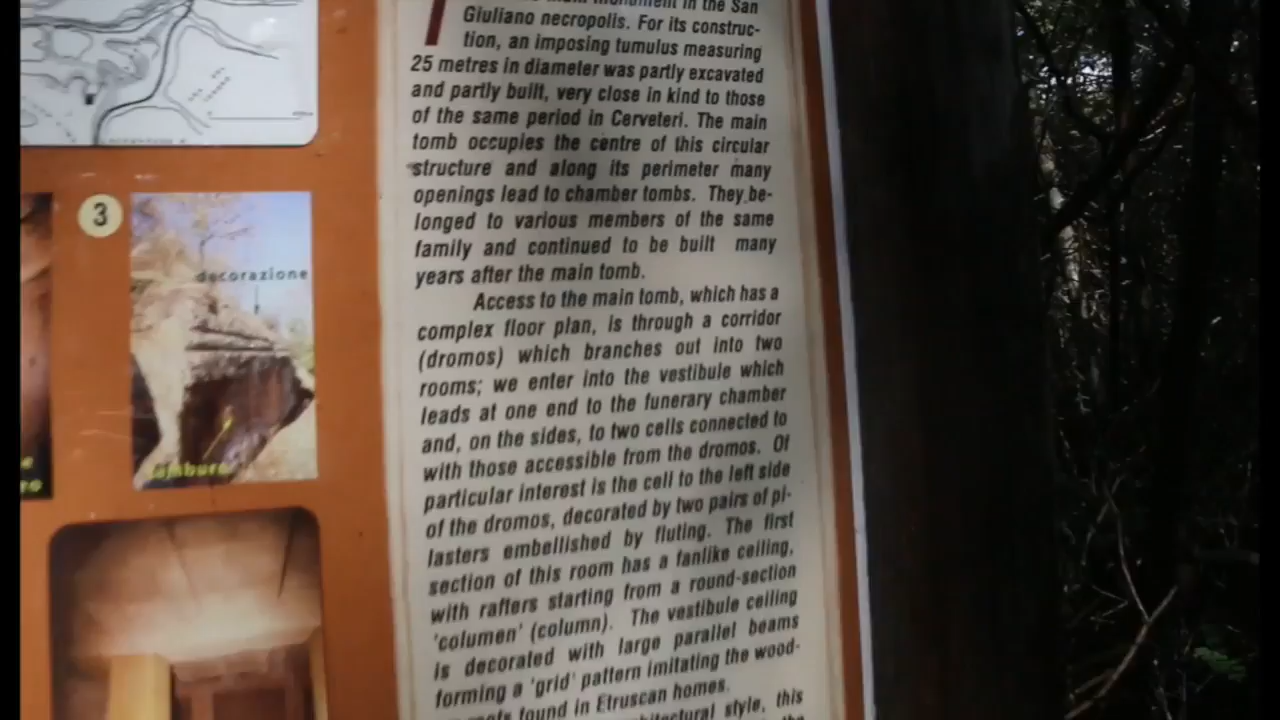 monument in the San
Giuliano necropolis. For its construc-
tion, an imposing tumulus measuring
25 metres in diameter was partly excavated
and partly built, very close in kind to those
of the same period in Cerveteri. The main
tomb occupies the centre of this circular
structure and along its perimeter many
openings lead to chamber tombs. They be-
longed to various members of the same
family and continued to be built many
years after the main tomb.
Access to the main tomb, which has a
complex floor plan, is through a corridor
(dromos) which branches out into two
rooms; we enter into the vestibule which
leads at one end to the funerary chamber
and, on the sides, to two cells connected to
with those accessible from the dromos. Of
particular interest is the cell to the left side
of the dromos, decorated by two pairs of pi-
lasters embellished by fluting. The first
section of this room has a fanlike ceiling,
with rafters starting from a round-section
'columen' (column). The vestibule ceiling
is decorated with large parallel beams
forming a 'grid' pattern imitating the wood-
found in Etruscan homes.
style, this
3
decorazione
tamburo